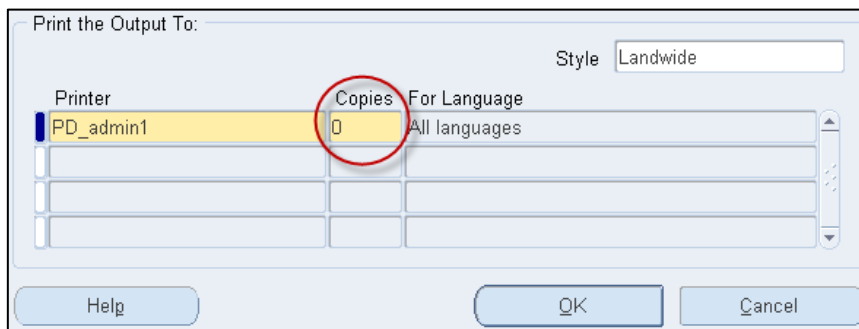 Print the Output To:
Style Landwide
Printer Copies For Language
PD_admin1 0 All languages
Help OK Cancel